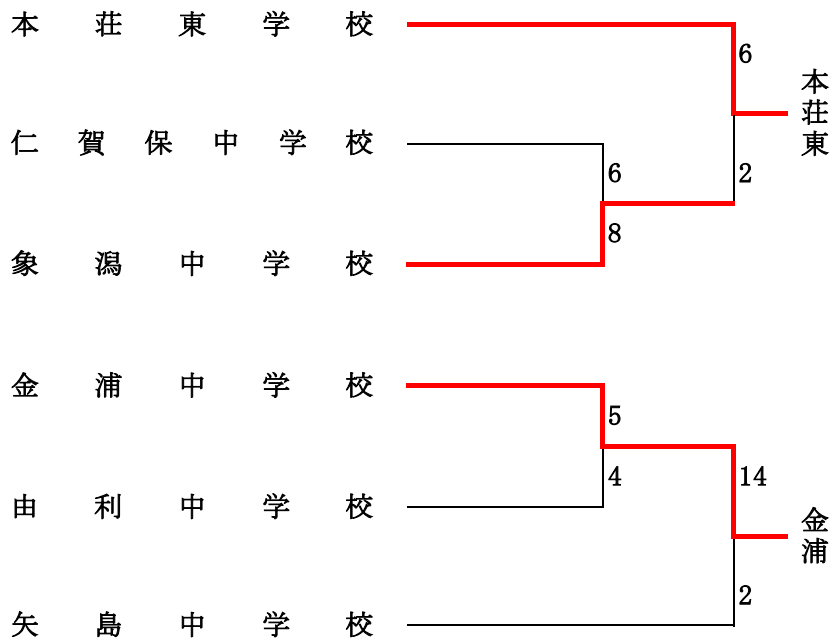 本荘東学校
6
本荘東
仁賀保中学校
6
2
8
象潟中学校
金浦中学校
5
4
14
由利中学校
金浦
2
矢島中学校